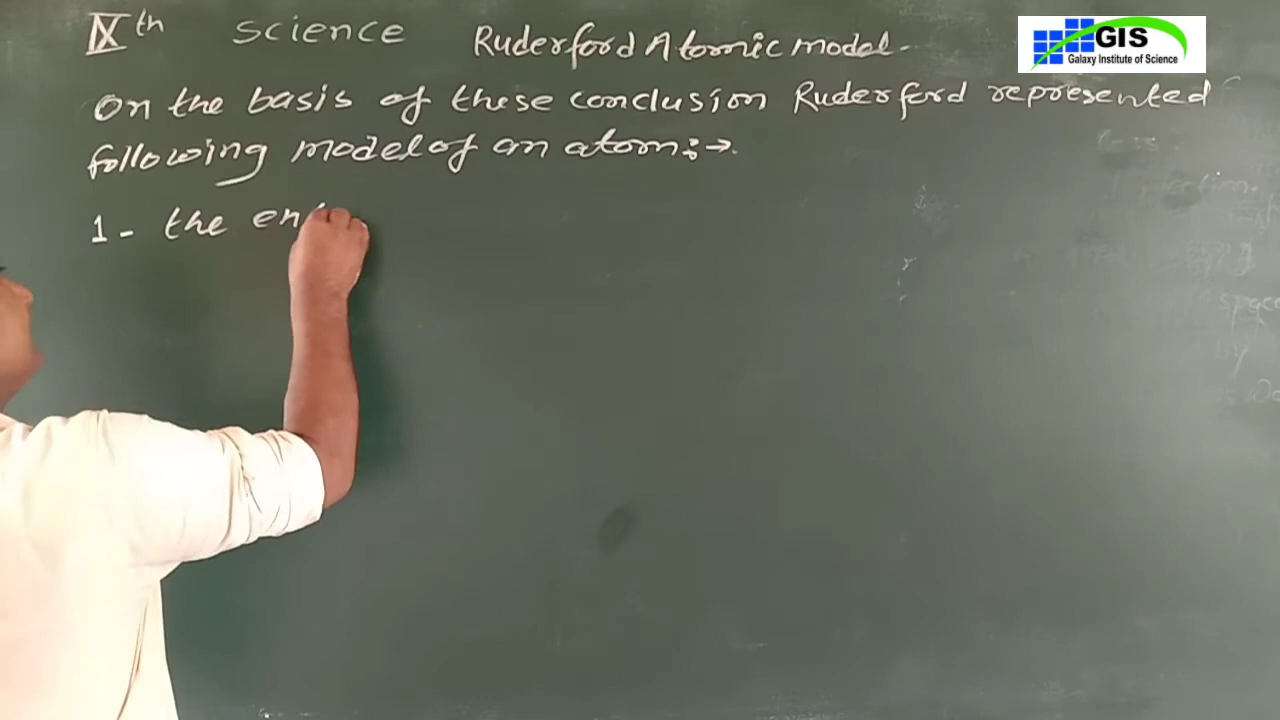 IXth science Ruderford Atomic model-
GIS
Galaxy Institute of Science
On the basis of these conclusion Ruderford represented
following model of an atom:→.
1- the ent